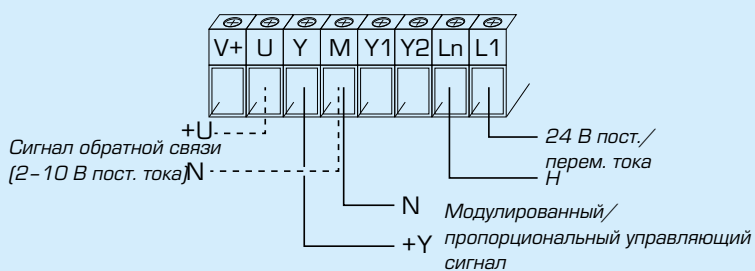 V+ U Y M Y1 Y2 Ln L1
+U
Сигнал обратной связи
(2–10 В пост. тока)
N
24 В пост./
перем. тока
Н
N
+Y
Модулированный/
пропорциональный управляющий
сигнал